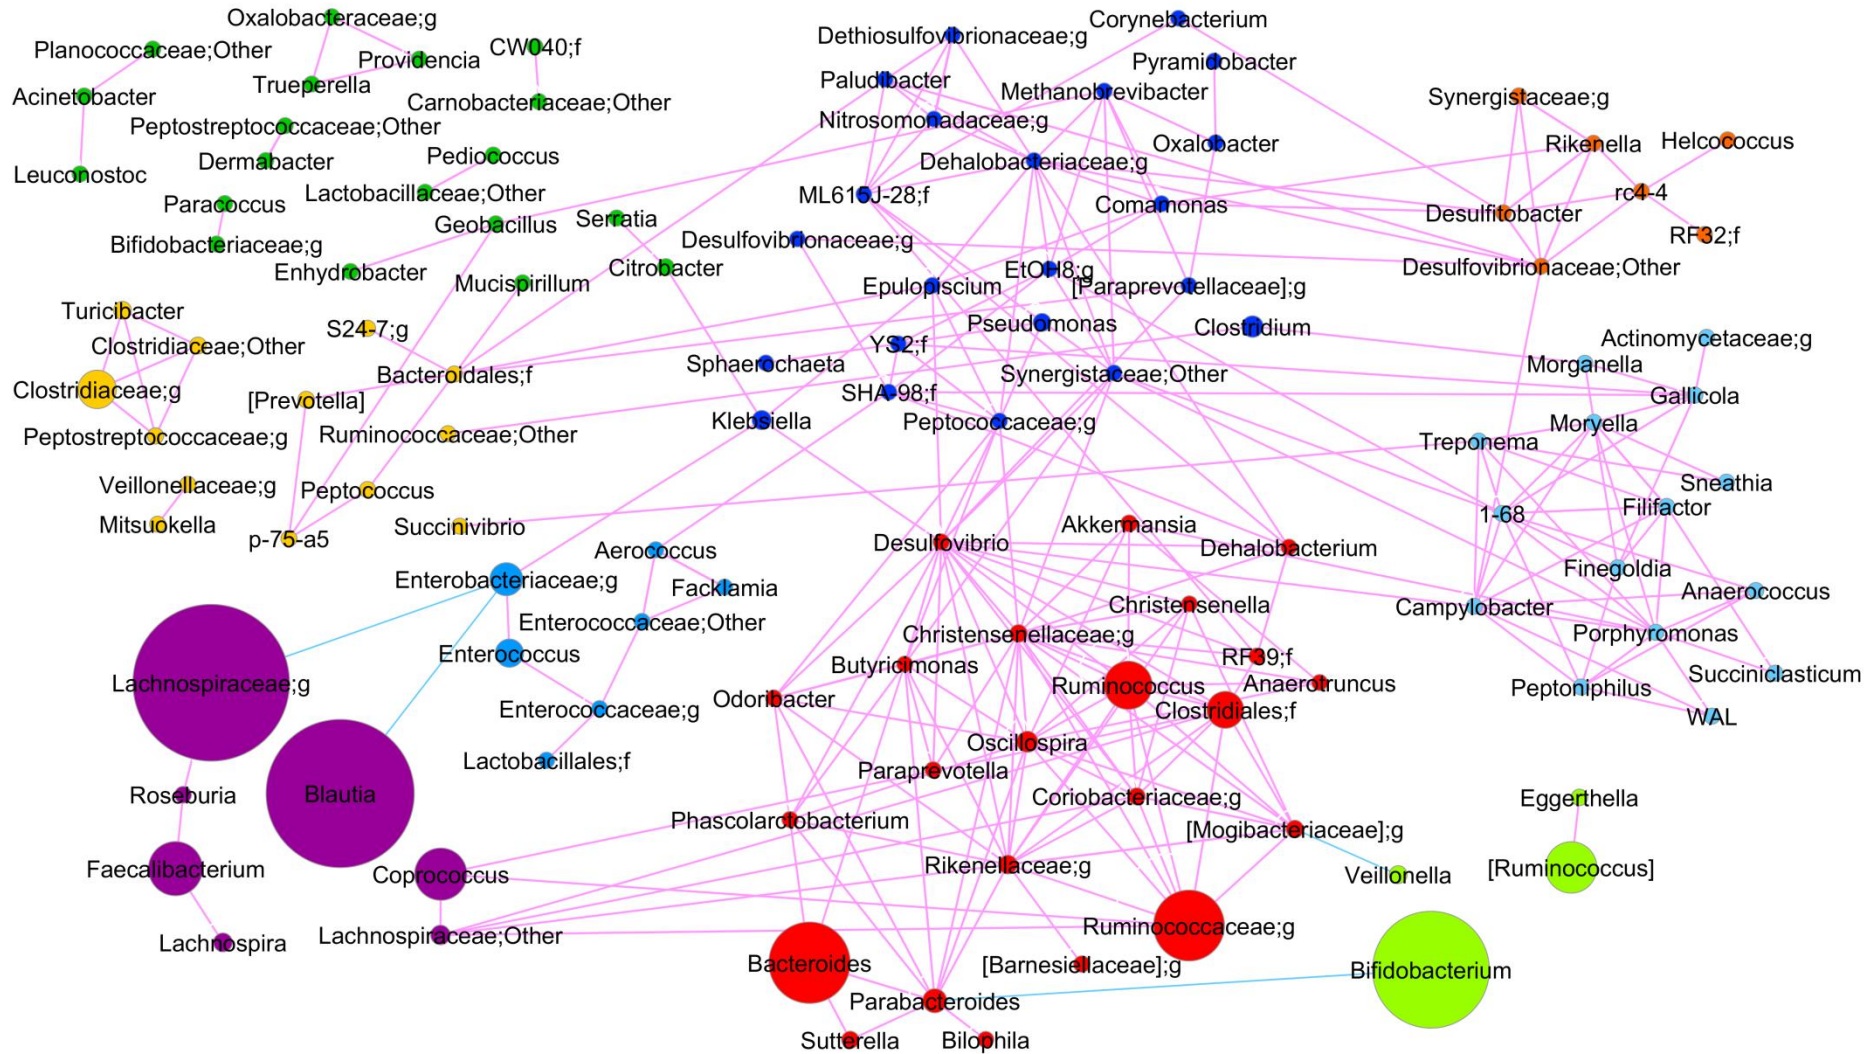 Oxalobacteraceae;g
Planococcaceae;Other
Providencia
CW040;f
Trueperella
Acinetobacter
Carnobacteriaceae;Other
Peptostreptococcaceae;Other
Dermabacter
Pediococcus
Leuconostoc
Lactobacillaceae;Other
Paracoccus
Geobacillus
Serratia
Bifidobacteriaceae;g
Enhydrobacter
Citrobacter
Mucispirillum
Corynebacterium
Dethiosulfovibrionaceae;g
Pyramidobacter
Paludibacter
Methanobrevibacter
Nitrosomonadaceae;g
Oxalobacter
Dehalobacteriaceae;g
ML615J-28;f
Comamonas
Desulfovibrionaceae;g
EtOH8;g
Epulopiscium
[Paraprevotellaceae];g
Pseudomonas
Clostridium
YS2;f
Sphaerochaeta
Synergistaceae;Other
SHA-98;f
Klebsiella
Peptococcaceae;g
Synergistaceae;g
Rikenella
Helcococcus
rc4-4
Desulfitobacter
RF32;f
Desulfovibrionaceae;Other
Turicibacter
S24-7;g
Clostridiaceae;Other
Clostridiaceae;g
Bacteroidales;f
[Prevotella]
Peptostreptococcaceae;g
Ruminococcaceae;Other
Veillonellaceae;g
Peptococcus
Mitsuokella
p-75-a5
Succinivibrio
Actinomycetaceae;g
Morganella
Gallicola
Moryella
Treponema
Sneathia
Filifactor
1-68
Finegoldia
Anaerococcus
Campylobacter
Porphyromonas
Succiniclasticum
Peptoniphilus
WAL
Aerococcus
Enterobacteriaceae;g
Facklamia
Enterococcaceae;Other
Enterococcus
Enterococcaceae;g
Lactobacillales;f
Akkermansia
Desulfovibrio
Dehalobacterium
Christensenella
Christensenellaceae;g
Butyricimonas
RF39;f
Ruminococcus
Anaerotruncus
Odoribacter
Clostridiales;f
Oscillospira
Paraprevotella
Coriobacteriaceae;g
Phascolarctobacterium
[Mogibacteriaceae];g
Rikenellaceae;g
Ruminococcaceae;g
Bacteroides
[Barnesiellaceae];g
Parabacteroides
Sutterella
Bilophila
Lachnospiraceae;g
Roseburia
Blautia
Faecalibacterium
Coprococcus
Lachnospira
Lachnospiraceae;Other
Eggerthella
Veillonella
[Ruminococcus]
Bifidobacterium